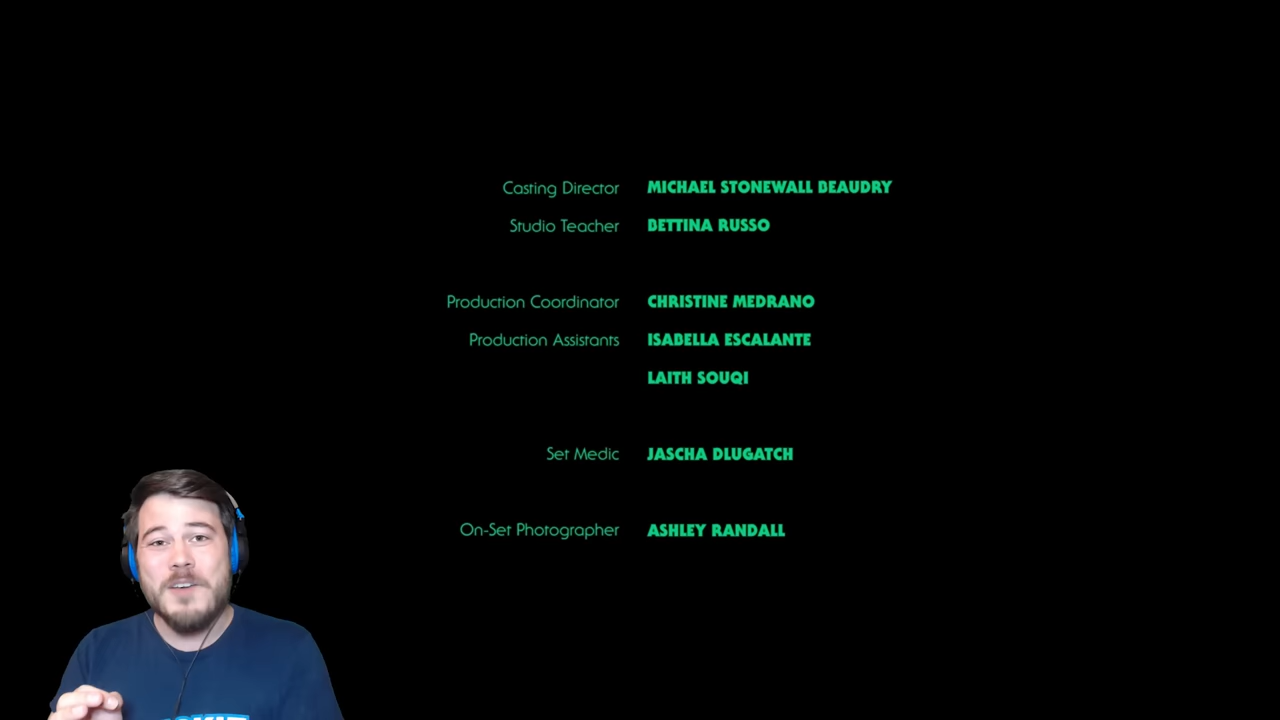 Casting Director MICHAEL STONEWALL BEAUDRY
Studio Teacher BETTINA RUSSO
Production Coordinator CHRISTINE MEDRANO
Production Assistants ISABELLA ESCALANTE
LAITH SOUQI
Set Medic JASCHA DLUGATCH
On-Set Photographer ASHLEY RANDALL